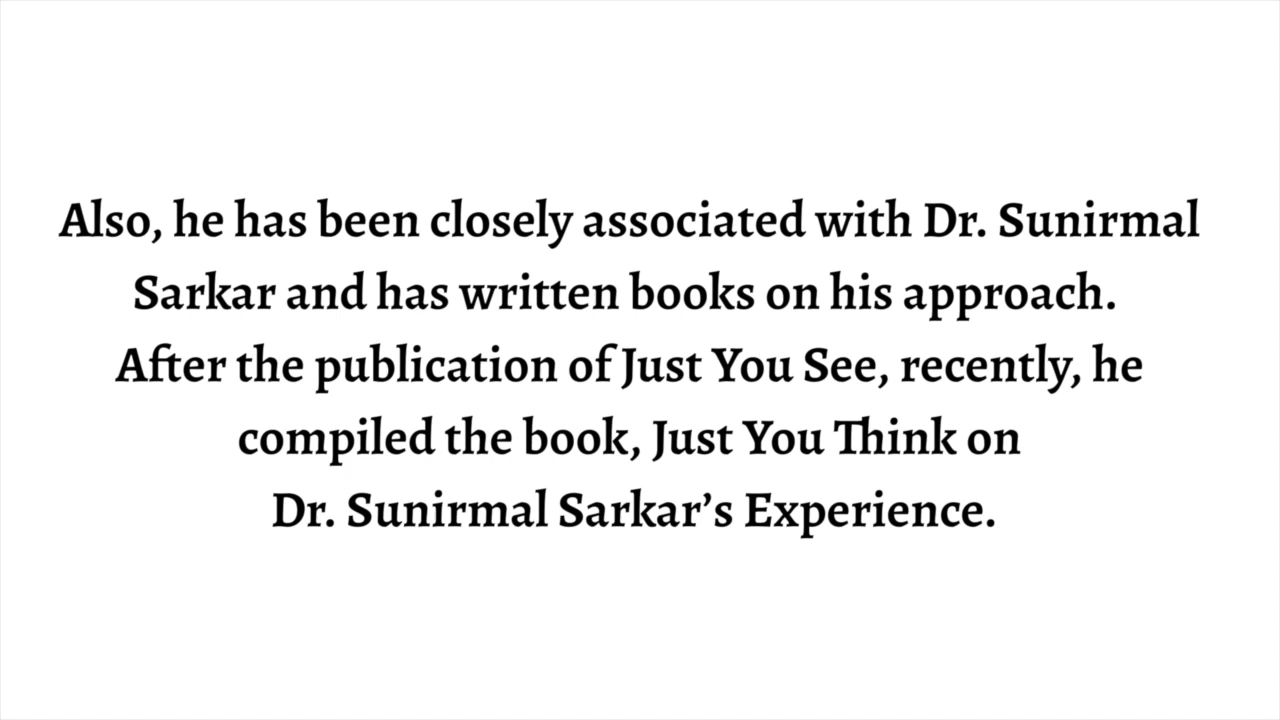 Also, he has been closely associated with Dr. Sunirmal
Sarkar and has written books on his approach.
After the publication of Just You See, recently, he
compiled the book, Just You Think on
Dr. Sunirmal Sarkar’s Experience.